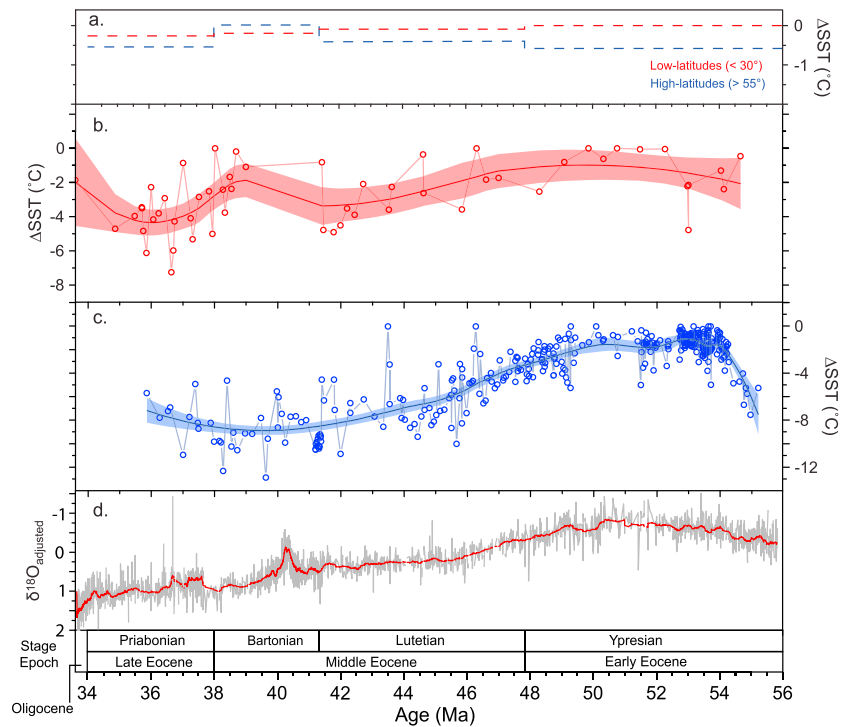 a.
0
-1
ΔSST (°C)
Low-latitudes (< 30°)
High-latitudes (> 55°)
b.
0
-2
-4
-6
-8
ΔSST (°C)
c.
0
-4
-8
-12
ΔSST (°C)
d.
-1
0
1
2
δ18Oadjusted
Stage
Priabonian Bartonian Lutetian Ypresian
Epoch
Late Eocene Middle Eocene Early Eocene
Oligocene
34 36 38 40 42 44 46 48 50 52 54 56
Age (Ma)